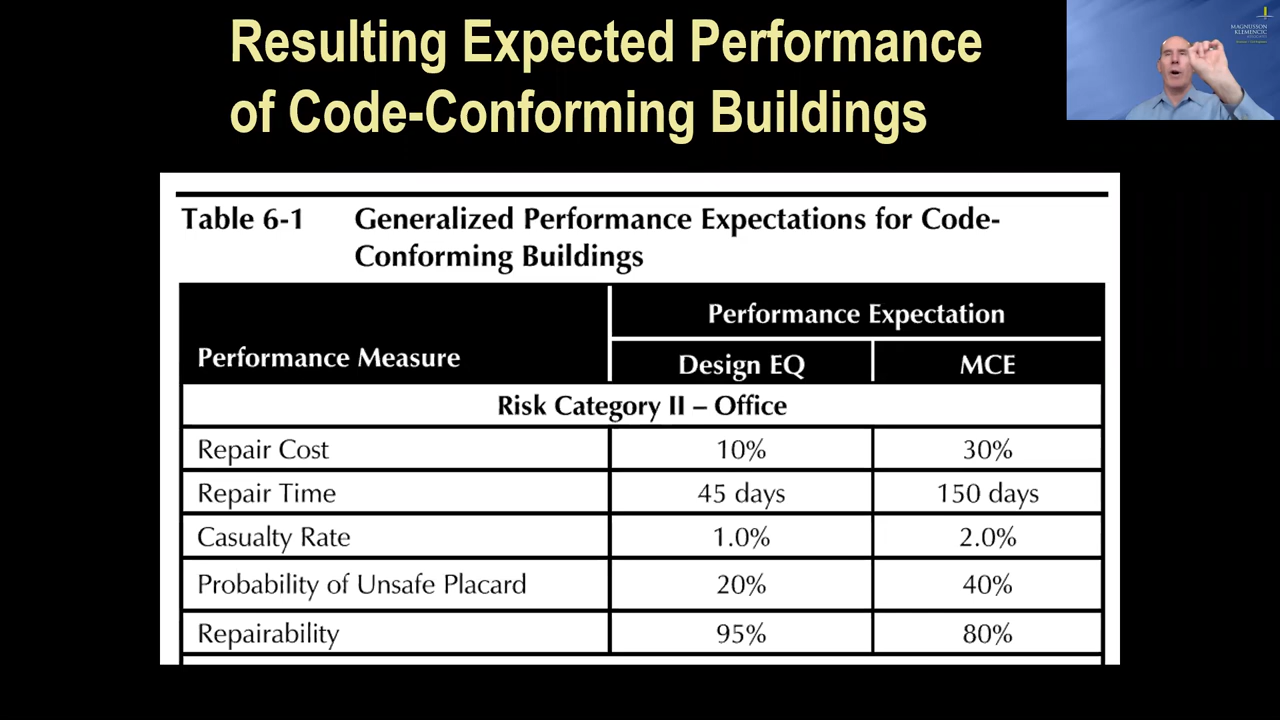 Resulting Expected Performance
of Code-Conforming Buildings
MAGNUSSON
KLEMENCIC
Table 6-1 Generalized Performance Expectations for Code-
Conforming Buildings
Performance Measure
Performance Expectation
Design EQ MCE
Risk Category II – Office
Repair Cost 10% 30%
Repair Time 45 days 150 days
Casualty Rate 1.0% 2.0%
Probability of Unsafe Placard 20% 40%
Repairability 95% 80%